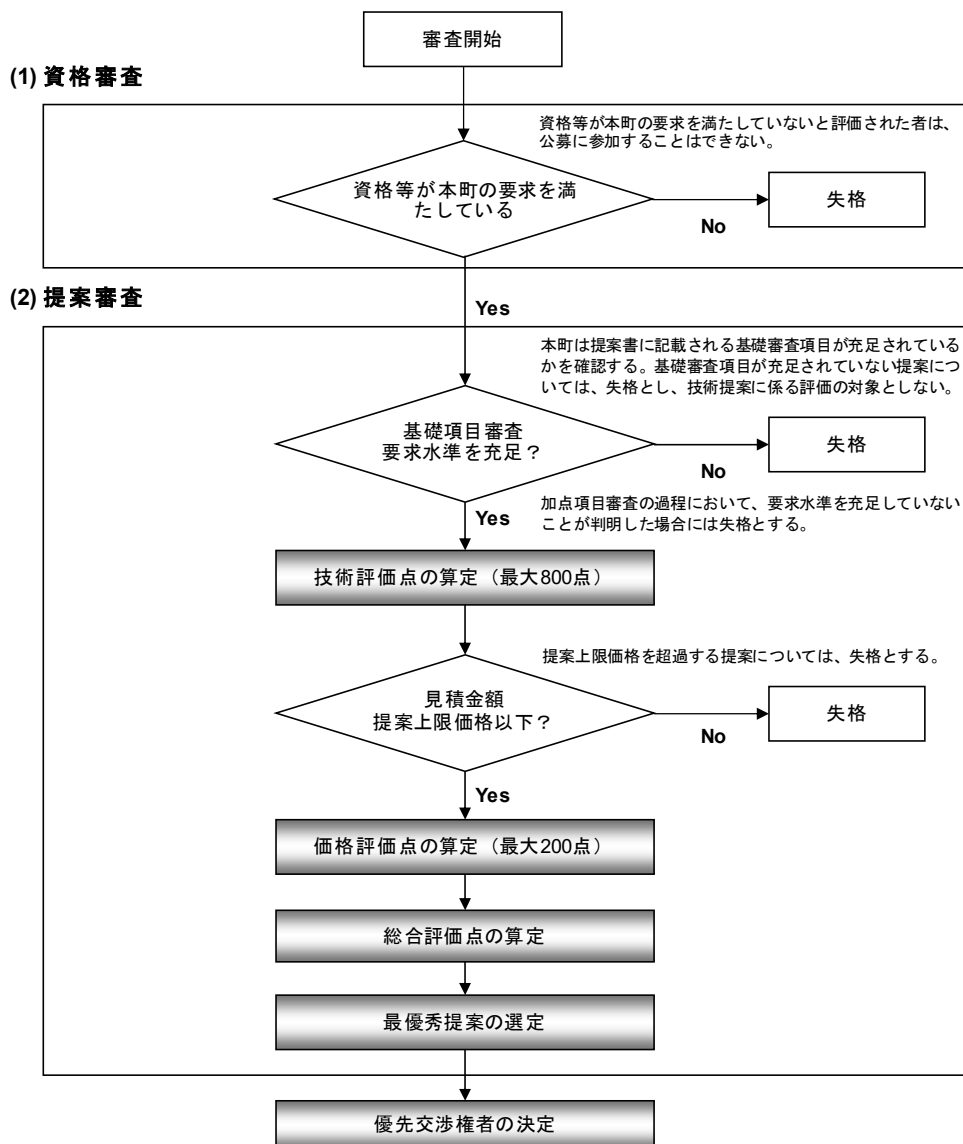 審査開始
(1) 資格審査
資格等が本町の要求を満たしていないと評価された者は、
公募に参加することはできない。
資格等が本町の要求を満
たしている
失格
No
(2) 提案審査
Yes
本町は提案書に記載される基礎審査項目が充足されている
かを確認する。基礎審査項目が充足されていない提案につ
いては、失格とし、技術提案に係る評価の対象としない。
基礎項目審査
要求水準を充足？
失格
No
加点項目審査の過程において、要求水準を充足していない
ことが判明した場合には失格とする。
Yes
技術評価点の算定（最大800点）
提案上限価格を超過する提案については、失格とする。
見積金額
提案上限価格以下？
失格
No
Yes
価格評価点の算定（最大200点）
総合評価点の算定
最優秀提案の選定
優先交渉権者の決定